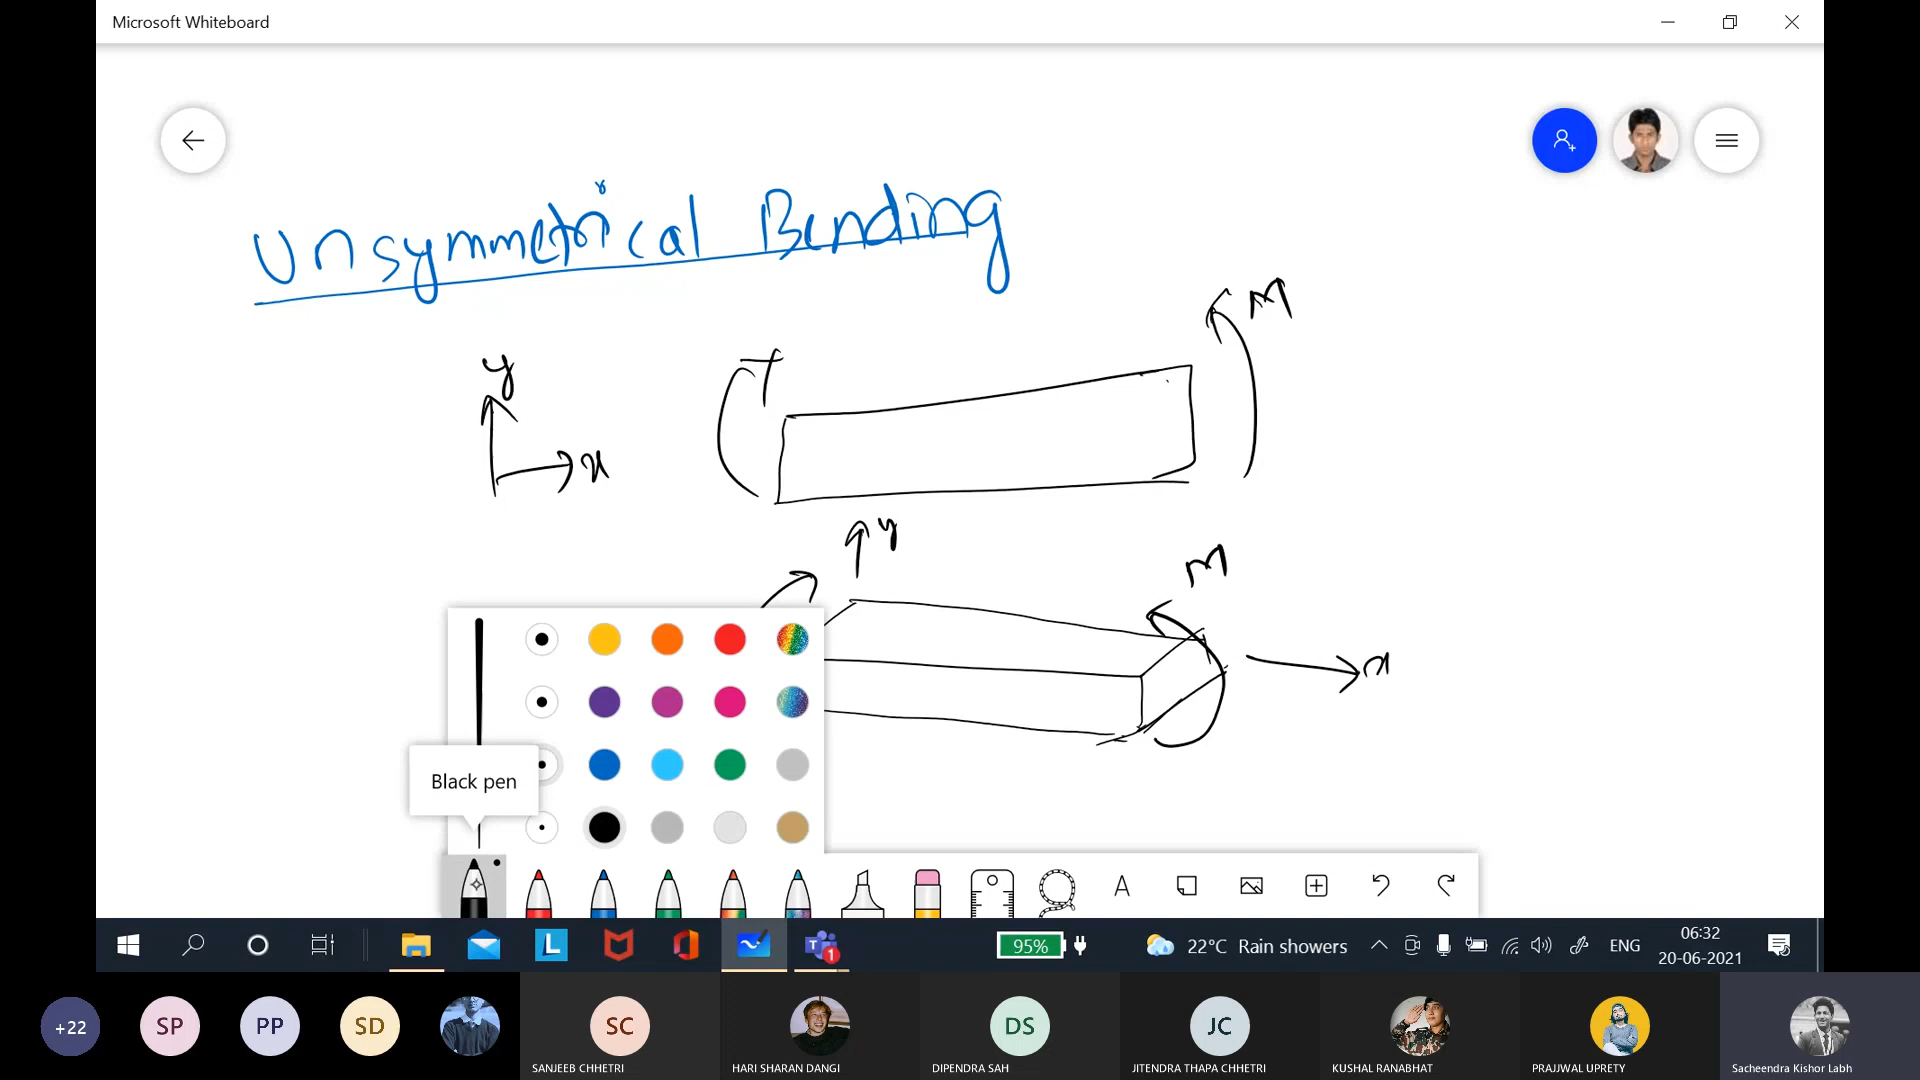 Microsoft Whiteboard
Unsymmetrical Bending
M
y
x
y
M
x
Black pen
A
L
1
95%
22°C Rain showers
ENG
06:32
20-06-2021
+22
SP
PP
SD
SC
DS
JC
SANJEEB CHHETRI
HARI SHARAN DANGI
DIPENDRA SAH
JITENDRA THAPA CHHETRI
KUSHAL RANABHAT
PRAJJWAL UPRETY
Sacheendra Kishor Labh